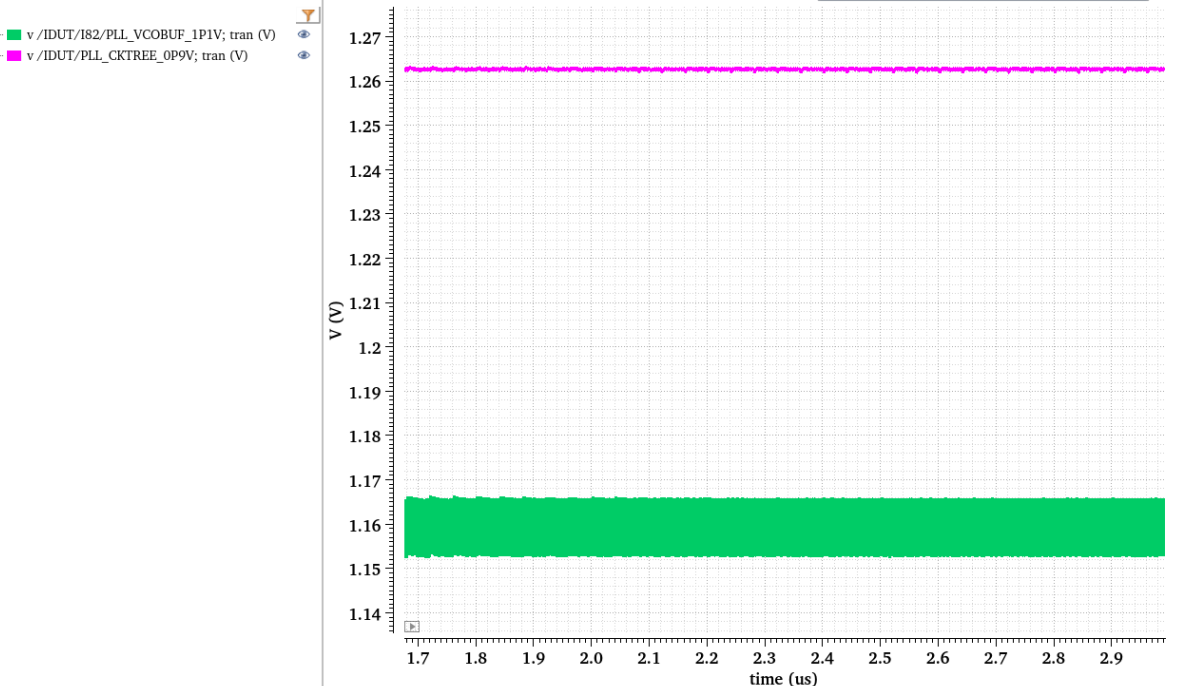 v /IDUT/I82/PLL_VCOBUF_1P1V; tran (V)
v /IDUT/PLL_CKTREE_0P9V; tran (V)
V (V)
1.27
1.26
1.25
1.24
1.23
1.22
1.21
1.2
1.19
1.18
1.17
1.16
1.15
1.14
1.7 1.8 1.9 2.0 2.1 2.2 2.3 2.4 2.5 2.6 2.7 2.8 2.9
time (us)